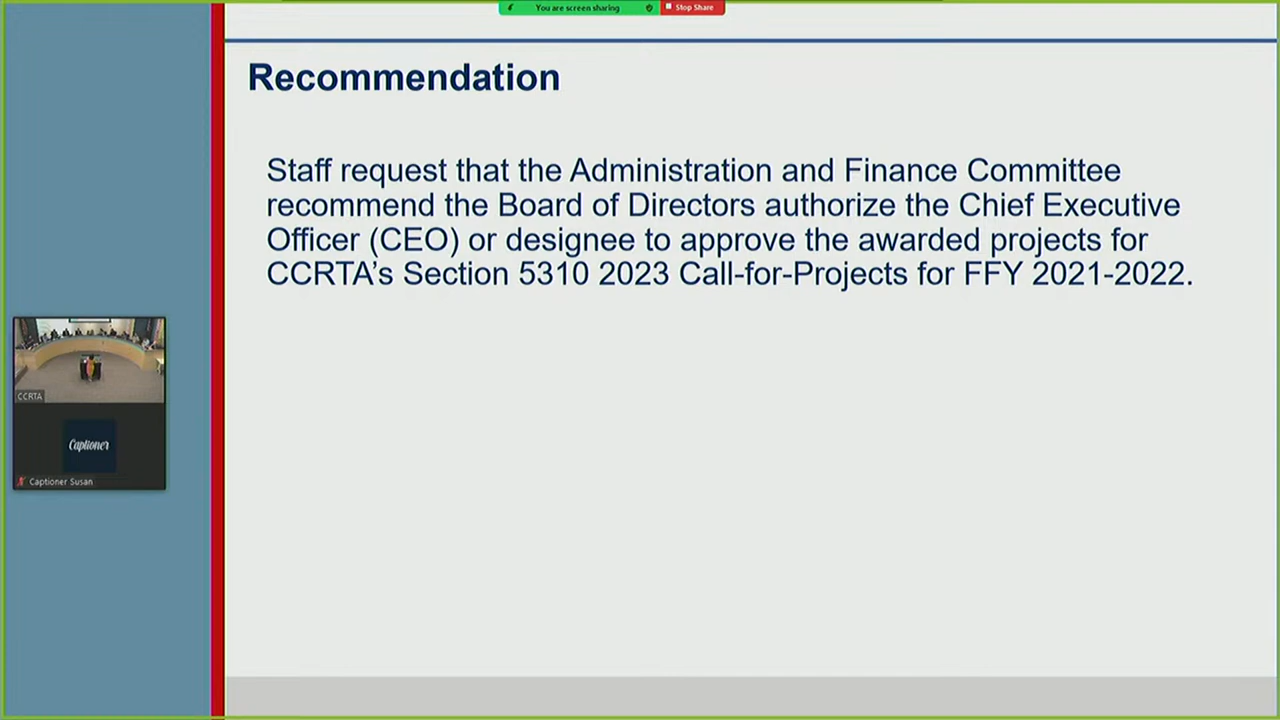 You are screen sharing
Stop Share
Recommendation
Staff request that the Administration and Finance Committee
recommend the Board of Directors authorize the Chief Executive
Officer (CEO) or designee to approve the awarded projects for
CCRTA's Section 5310 2023 Call-for-Projects for FFY 2021-2022.
CCRTA
Captioner
Captioner Susan